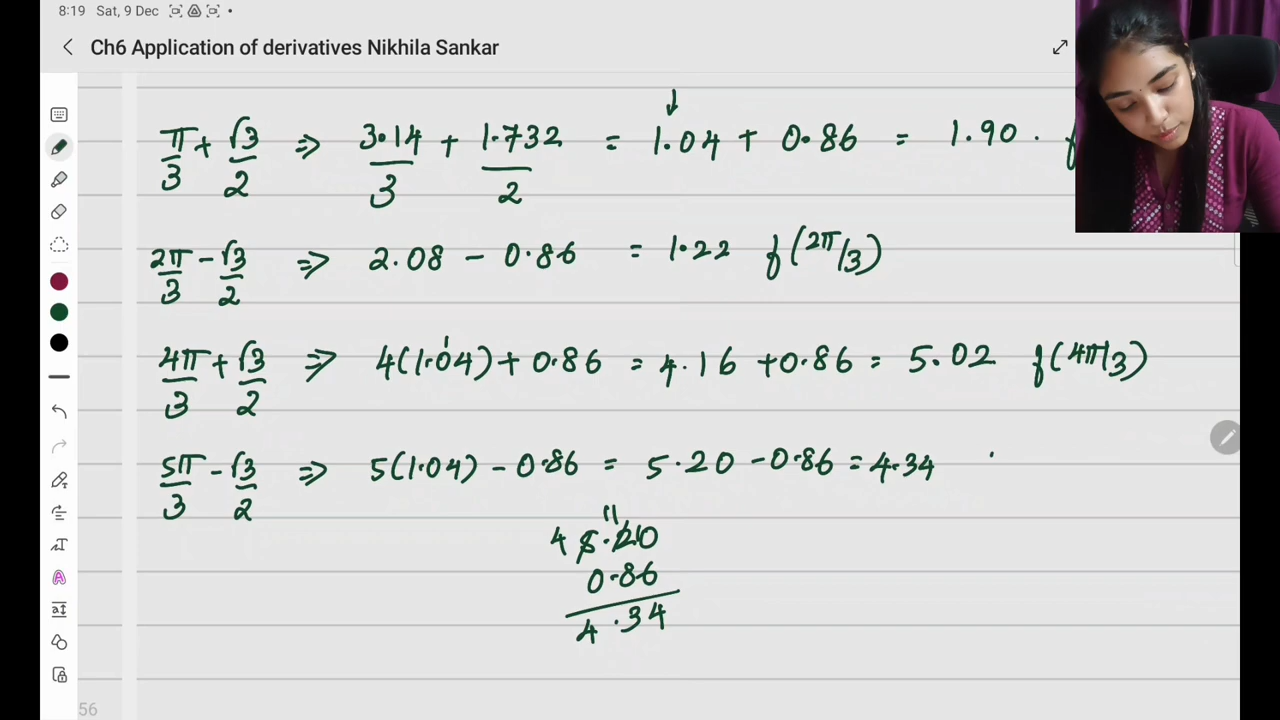 8:19 Sat, 9 Dec
Ch6 Application of derivatives Nikhila Sankar
π/3 + √3/2 ⇒ 3.14/3 + 1.732/2 = 1.04 + 0.86 = 1.90 . f
2π/3 - √3/2 ⇒ 2.08 - 0.86 = 1.22 f(2π/3)
4π/3 + √3/2 ⇒ 4(1.04) + 0.86 = 4.16 + 0.86 = 5.02 f(4π/3)
5π/3 - √3/2 ⇒ 5(1.04) - 0.86 = 5.20 - 0.86 = 4.34
11
4 5.210
0.86
4.34
56